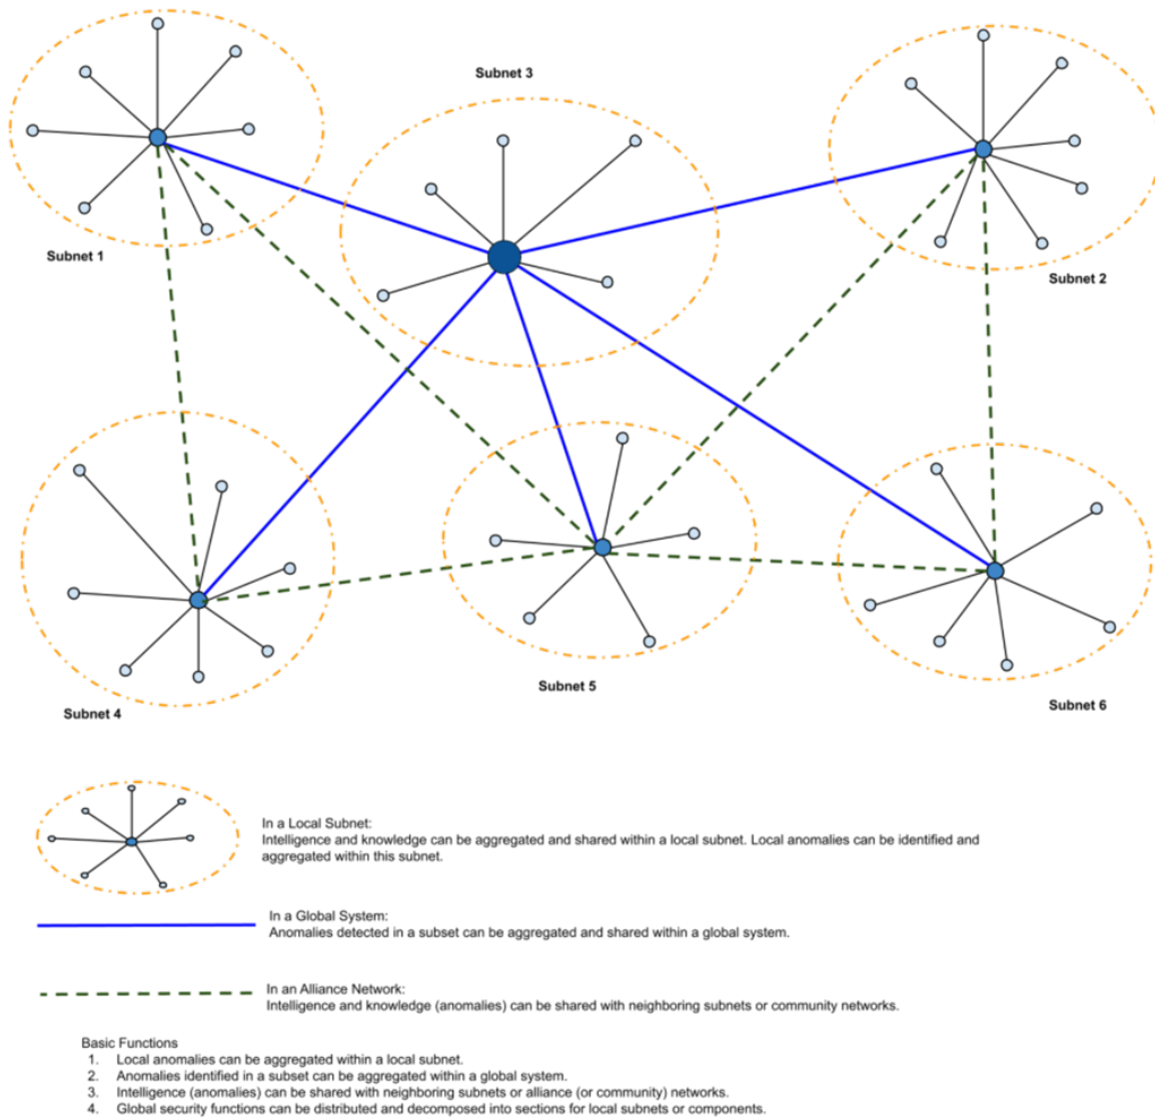 Subnet 3
Subnet 1
Subnet 2
Subnet 4
Subnet 5
Subnet 6
In a Local Subnet:
Intelligence and knowledge can be aggregated and shared within a local subnet. Local anomalies can be identified and
aggregated within this subnet.
In a Global System:
Anomalies detected in a subset can be aggregated and shared within a global system.
In an Alliance Network:
Intelligence and knowledge (anomalies) can be shared with neighboring subnets or community networks.
Basic Functions
1. Local anomalies can be aggregated within a local subnet.
2. Anomalies identified in a subset can be aggregated within a global system.
3. Intelligence (anomalies) can be shared with neighboring subnets or alliance (or community) networks.
4. Global security functions can be distributed and decomposed into sections for local subnets or components.